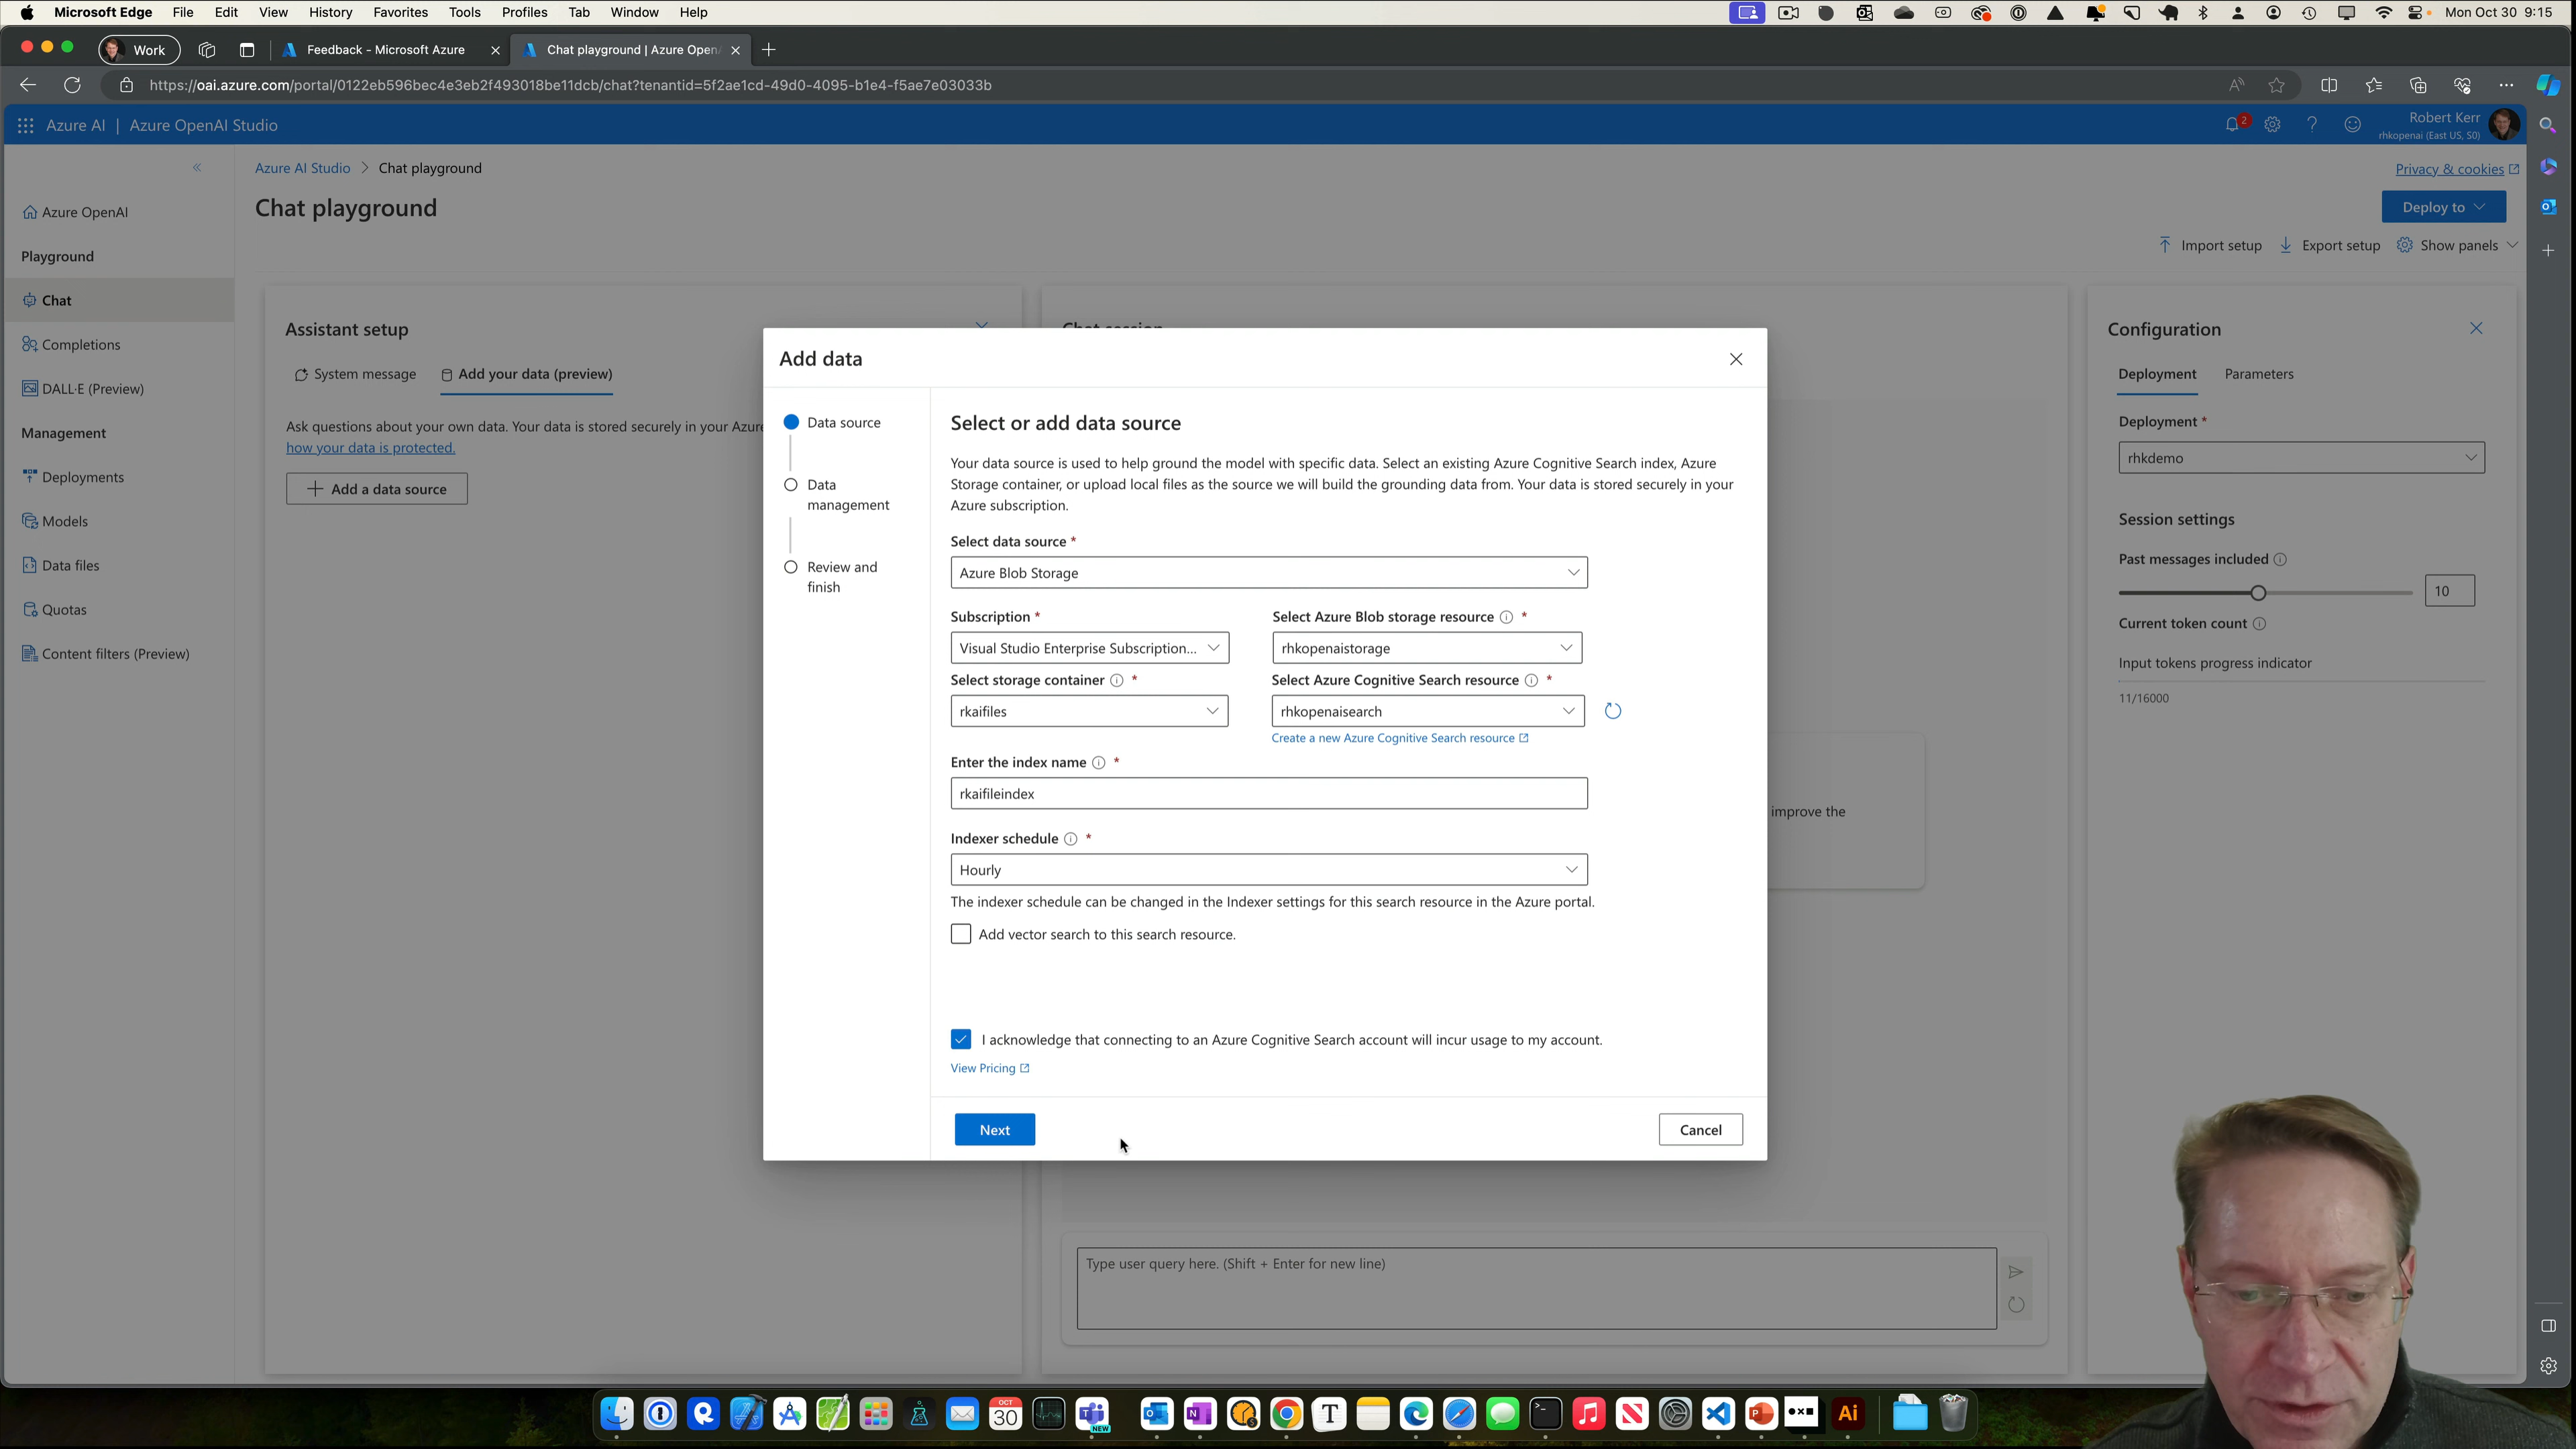 Microsoft Edge File Edit View History Favorites Tools Profiles Tab Window Help
Mon Oct 30 9:15
Work
Feedback - Microsoft Azure
Chat playground | Azure Open
https://oai.azure.com/portal/0122eb596bec4e3eb2f493018be11dcb/chat?tenantid=5f2ae1cd-49d0-4095-b1e4-f5ae7e03033b
Azure AI | Azure OpenAI Studio
2
Robert Kerr
rhkopenai (East US, S0)
Azure AI Studio > Chat playground
Privacy & cookies
Chat playground
Deploy to
Import setup
Export setup
Show panels
Azure OpenAI
Playground
Chat
Completions
DALL·E (Preview)
Management
Deployments
Models
Data files
Quotas
Content filters (Preview)
Assistant setup
System message
Add your data (preview)
Ask questions about your own data. Your data is stored securely in your Azure
how your data is protected.
Add a data source
Chat session
Add data
Data source
Data
management
Review and
finish
Select or add data source
Your data source is used to help ground the model with specific data. Select an existing Azure Cognitive Search index, Azure
Storage container, or upload local files as the source we will build the grounding data from. Your data is stored securely in your
Azure subscription.
Select data source *
Azure Blob Storage
Subscription *
Visual Studio Enterprise Subscription...
Select Azure Blob storage resource *
rhkopenaistorage
Select storage container *
rkaifiles
Select Azure Cognitive Search resource *
rhkopenaisearch
Create a new Azure Cognitive Search resource
Enter the index name *
rkaifileindex
Indexer schedule *
Hourly
The indexer schedule can be changed in the Indexer settings for this search resource in the Azure portal.
Add vector search to this search resource.
I acknowledge that connecting to an Azure Cognitive Search account will incur usage to my account.
View Pricing
Next
Cancel
improve the
Type user query here. (Shift + Enter for new line)
Configuration
Deployment
Parameters
Deployment *
rhkdemo
Session settings
Past messages included
10
Current token count
Input tokens progress indicator
11/16000
OCT
30
NEW
T
Ai